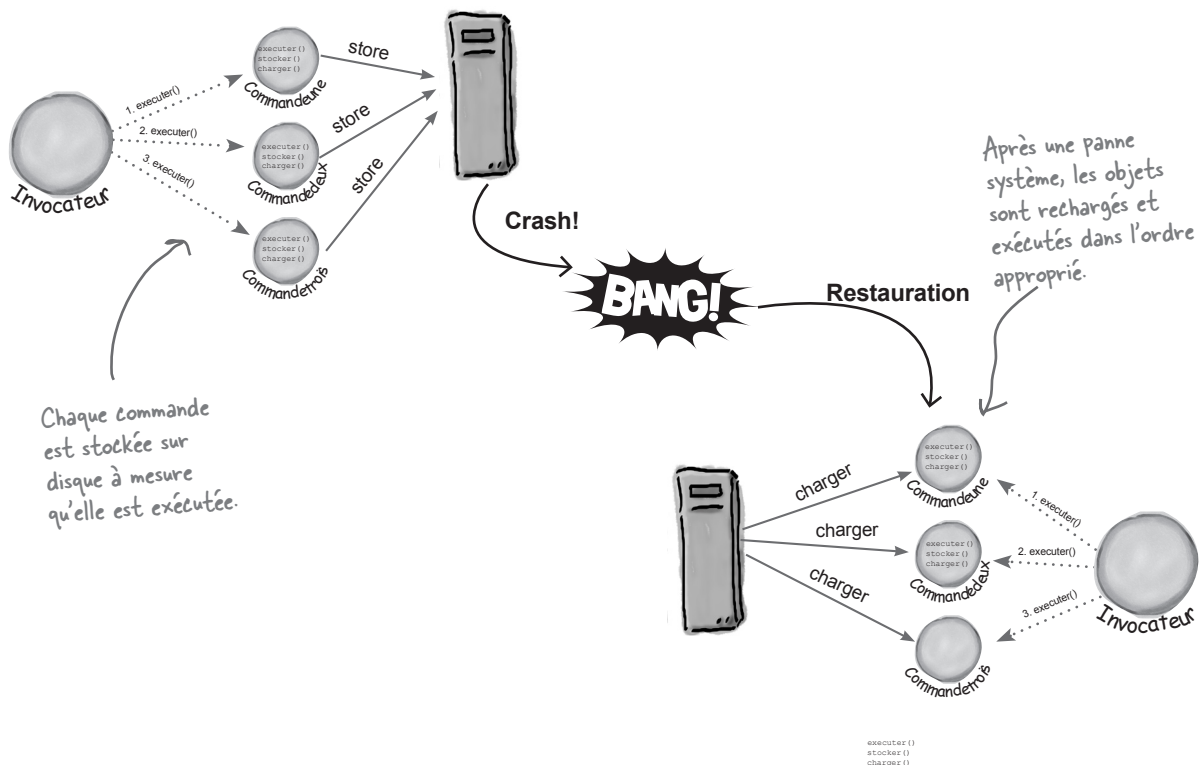 executer()
stocker()
charger()
Commandeune
store
1. executer()
2. executer()
3. executer()
Invocateur
executer()
stocker()
charger()
Commandedeux
store
executer()
stocker()
charger()
Commandetrois
store
Crash!
BANG!
Restauration
Après une panne
système, les objets
sont rechargés et
exécutés dans l'ordre
approprié.
Chaque commande
est stockée sur
disque à mesure
qu'elle est exécutée.
charger
charger
charger
executer()
stocker()
charger()
Commandeune
executer()
stocker()
charger()
Commandedeux
Commandetrois
1. executer()
2. executer()
3. executer()
Invocateur
executer()
stocker()
charger()